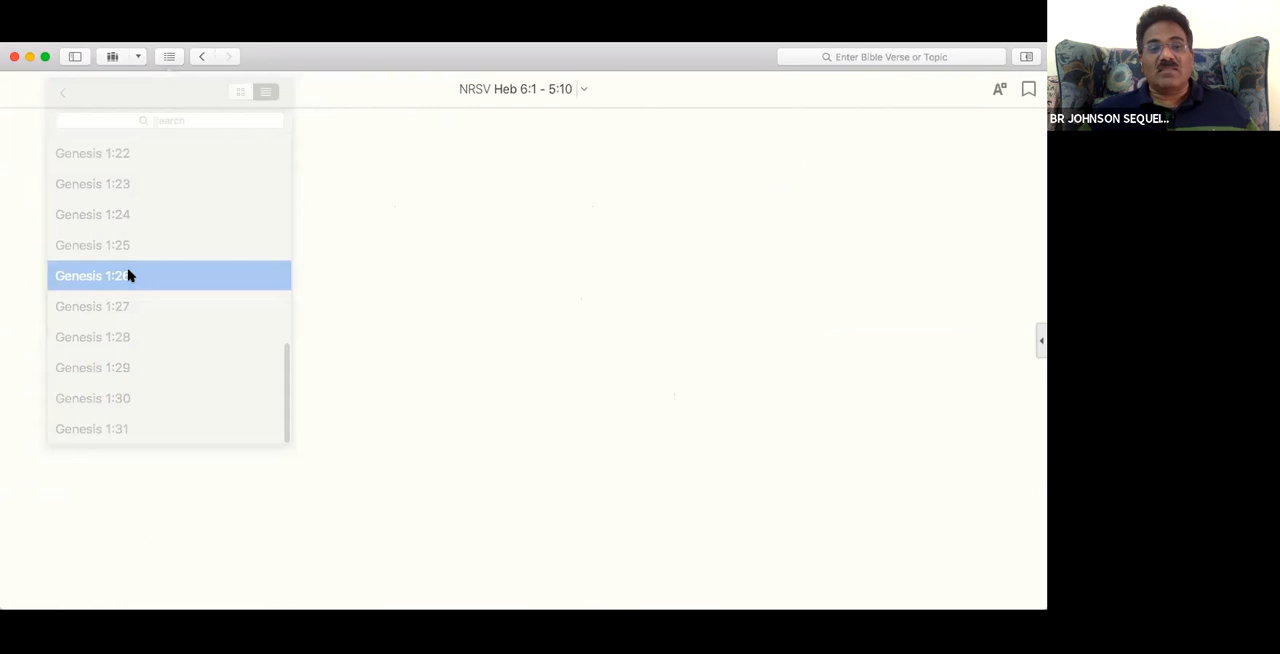 Enter Bible Verse or Topic
NRSV Heb 6:1 - 5:10
BR JOHNSON SEQUEI...
Search
Genesis 1:22
Genesis 1:23
Genesis 1:24
Genesis 1:25
Genesis 1:26
Genesis 1:27
Genesis 1:28
Genesis 1:29
Genesis 1:30
Genesis 1:31